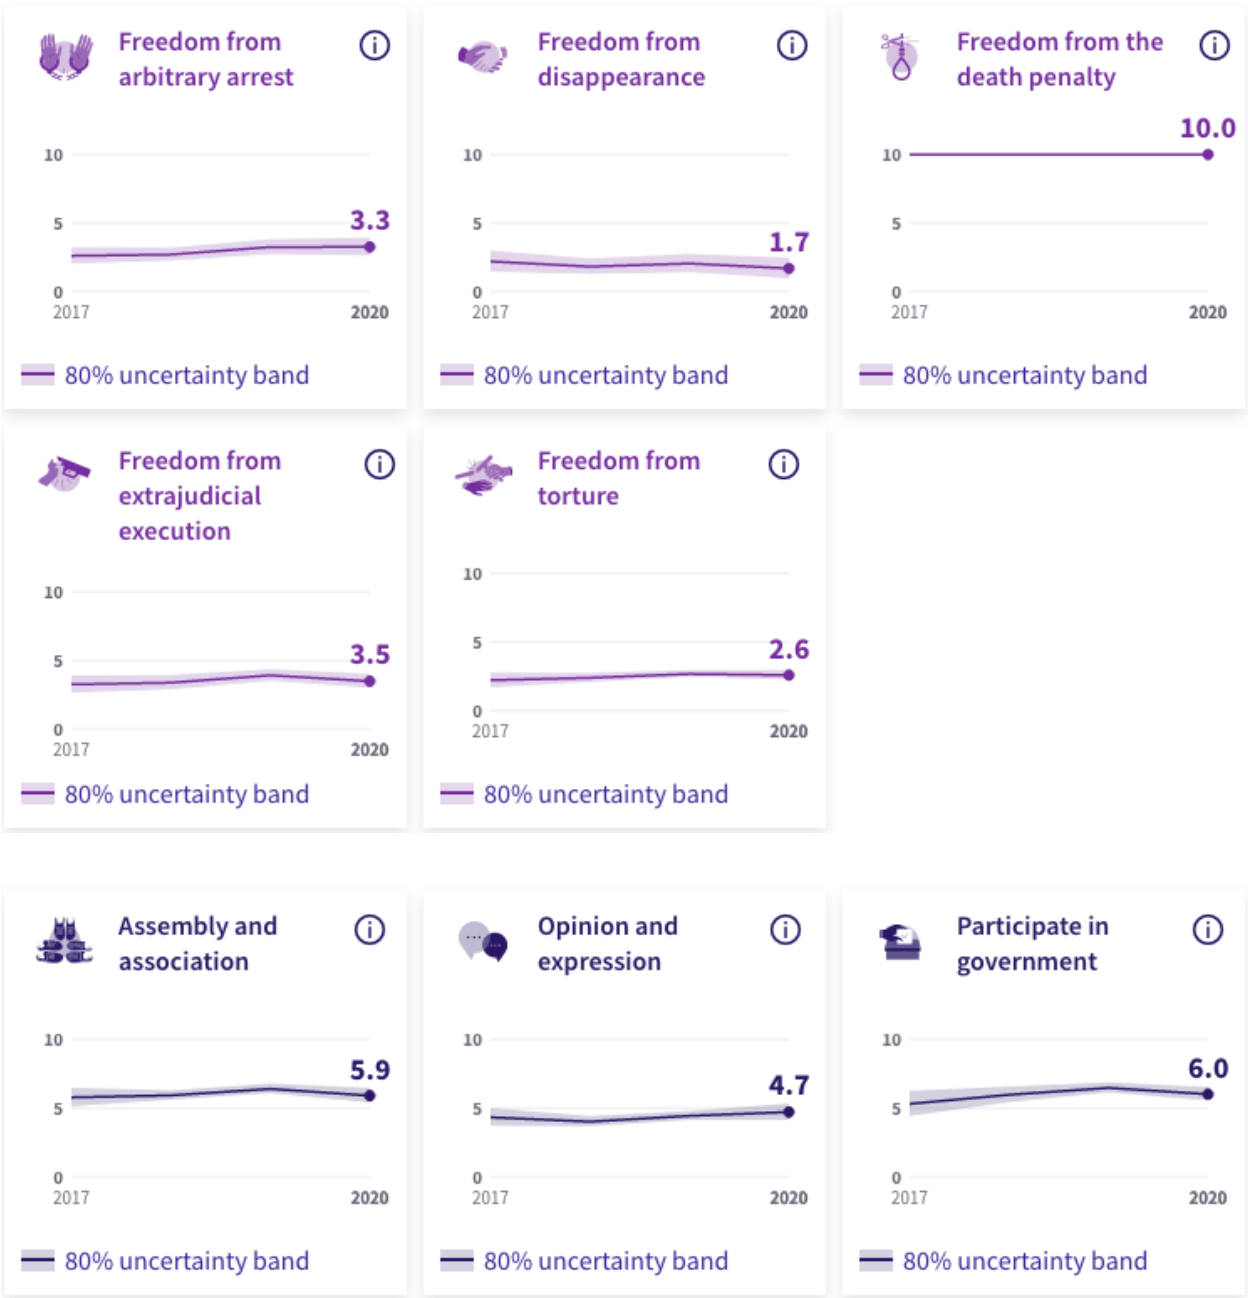 Freedom from
arbitrary arrest
10
5
0
3.3
2017
2020
80% uncertainty band
Freedom from
disappearance
10
5
0
1.7
2017
2020
80% uncertainty band
Freedom from the
death penalty
10.0
10
5
0
2017
2020
80% uncertainty band
Freedom from
extrajudicial
execution
10
5
0
3.5
2017
2020
80% uncertainty band
Freedom from
torture
10
5
0
2.6
2017
2020
80% uncertainty band
Assembly and
association
10
5
0
5.9
2017
2020
80% uncertainty band
Opinion and
expression
10
5
0
4.7
2017
2020
80% uncertainty band
Participate in
government
10
5
0
6.0
2017
2020
80% uncertainty band